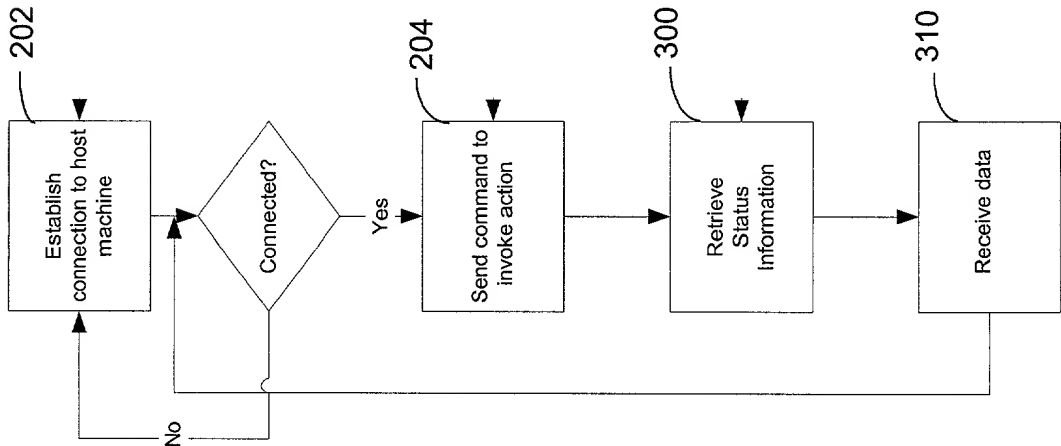 202
Establish
connection to host
machine
Connected?
No
Yes
204
Send command to
invoke action
300
Retrieve
Status
Information
310
Receive data